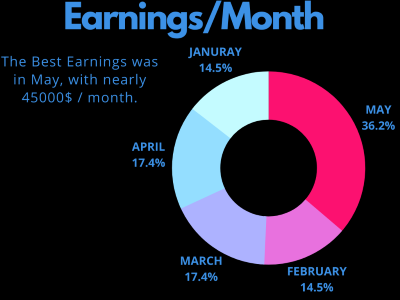 Earnings/Month
The Best Earnings was
in May, with nearly
45000$ / month.
JANURAY
14.5%
MAY
36.2%
APRIL
17.4%
MARCH
17.4%
FEBRUARY
14.5%